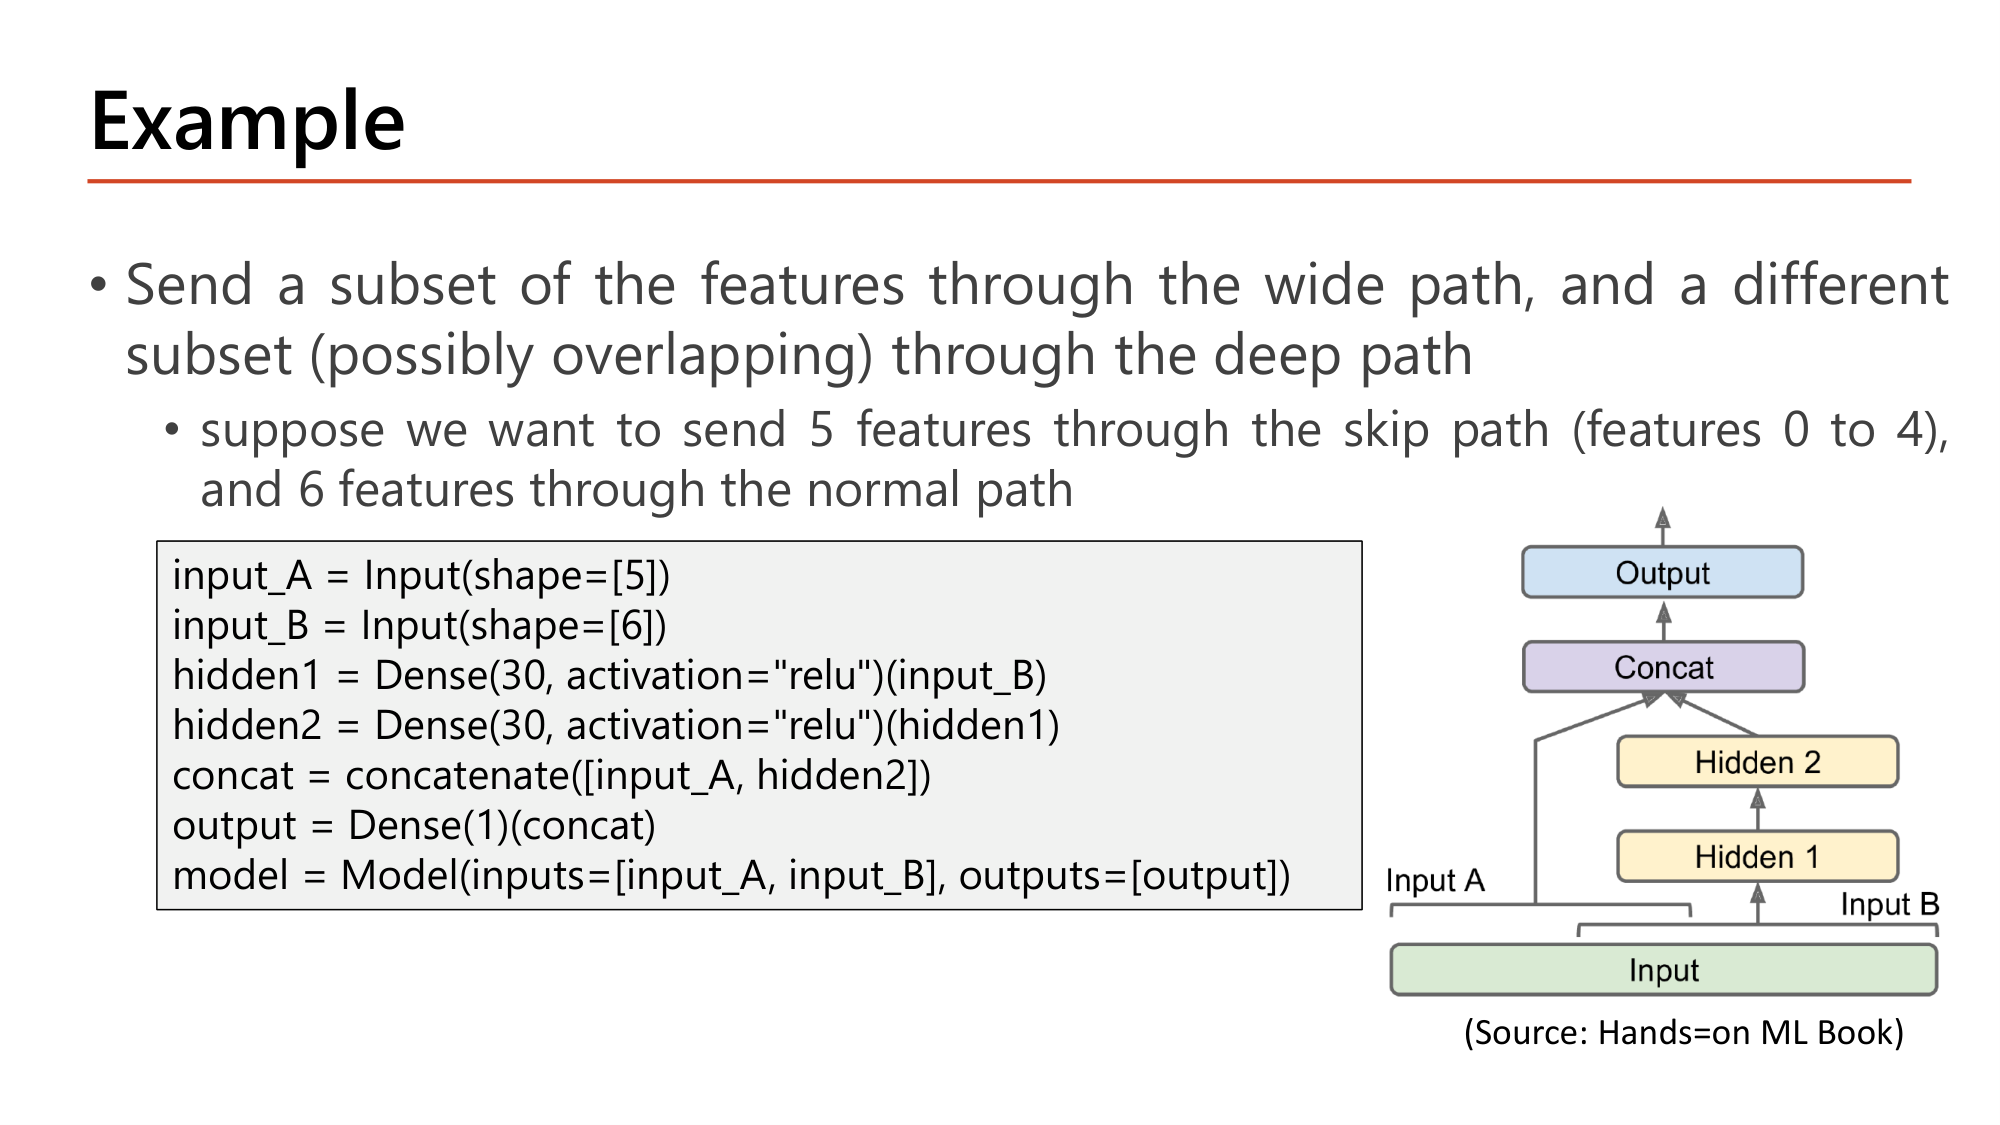 Example
• Send a subset of the features through the wide path, and a different
subset (possibly overlapping) through the deep path
• suppose we want to send 5 features through the skip path (features 0 to 4),
and 6 features through the normal path
input_A = Input(shape=[5])
input_B = Input(shape=[6])
hidden1 = Dense(30, activation="relu")(input_B)
hidden2 = Dense(30, activation="relu")(hidden1)
concat = concatenate([input_A, hidden2])
output = Dense(1)(concat)
model = Model(inputs=[input_A, input_B], outputs=[output])
Output
Concat
Hidden 2
Hidden 1
Input A
Input B
Input
(Source: Hands=on ML Book)